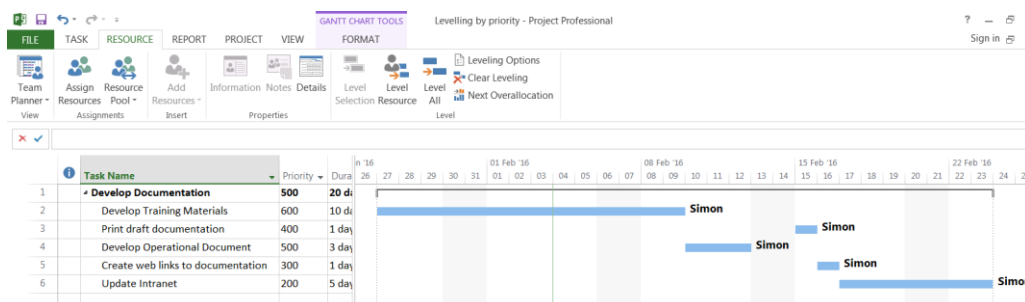 GANTT CHART TOOLS Levelling by priority - Project Professional ?
FILE TASK RESOURCE REPORT PROJECT VIEW FORMAT Sign in
Team Planner Assign Resources Resource Pool Add Resources Information Notes Details Level Selection Level Resource Level All Leveling Options
Clear Leveling
Next Overallocation
View Assignments Insert Properties Level
n '16 01 Feb '16 08 Feb '16 15 Feb '16 22 Feb '16
Task Name Priority Dura 26 27 28 29 30 31 01 02 03 04 05 06 07 08 09 10 11 12 13 14 15 16 17 18 19 20 21 22 23 24 2
1 Develop Documentation 500 20 da
2 Develop Training Materials 600 10 da Simon
3 Print draft documentation 400 1 day Simon
4 Develop Operational Document 500 3 day Simon
5 Create web links to documentation 300 1 day Simon
6 Update Intranet 200 5 day Simo